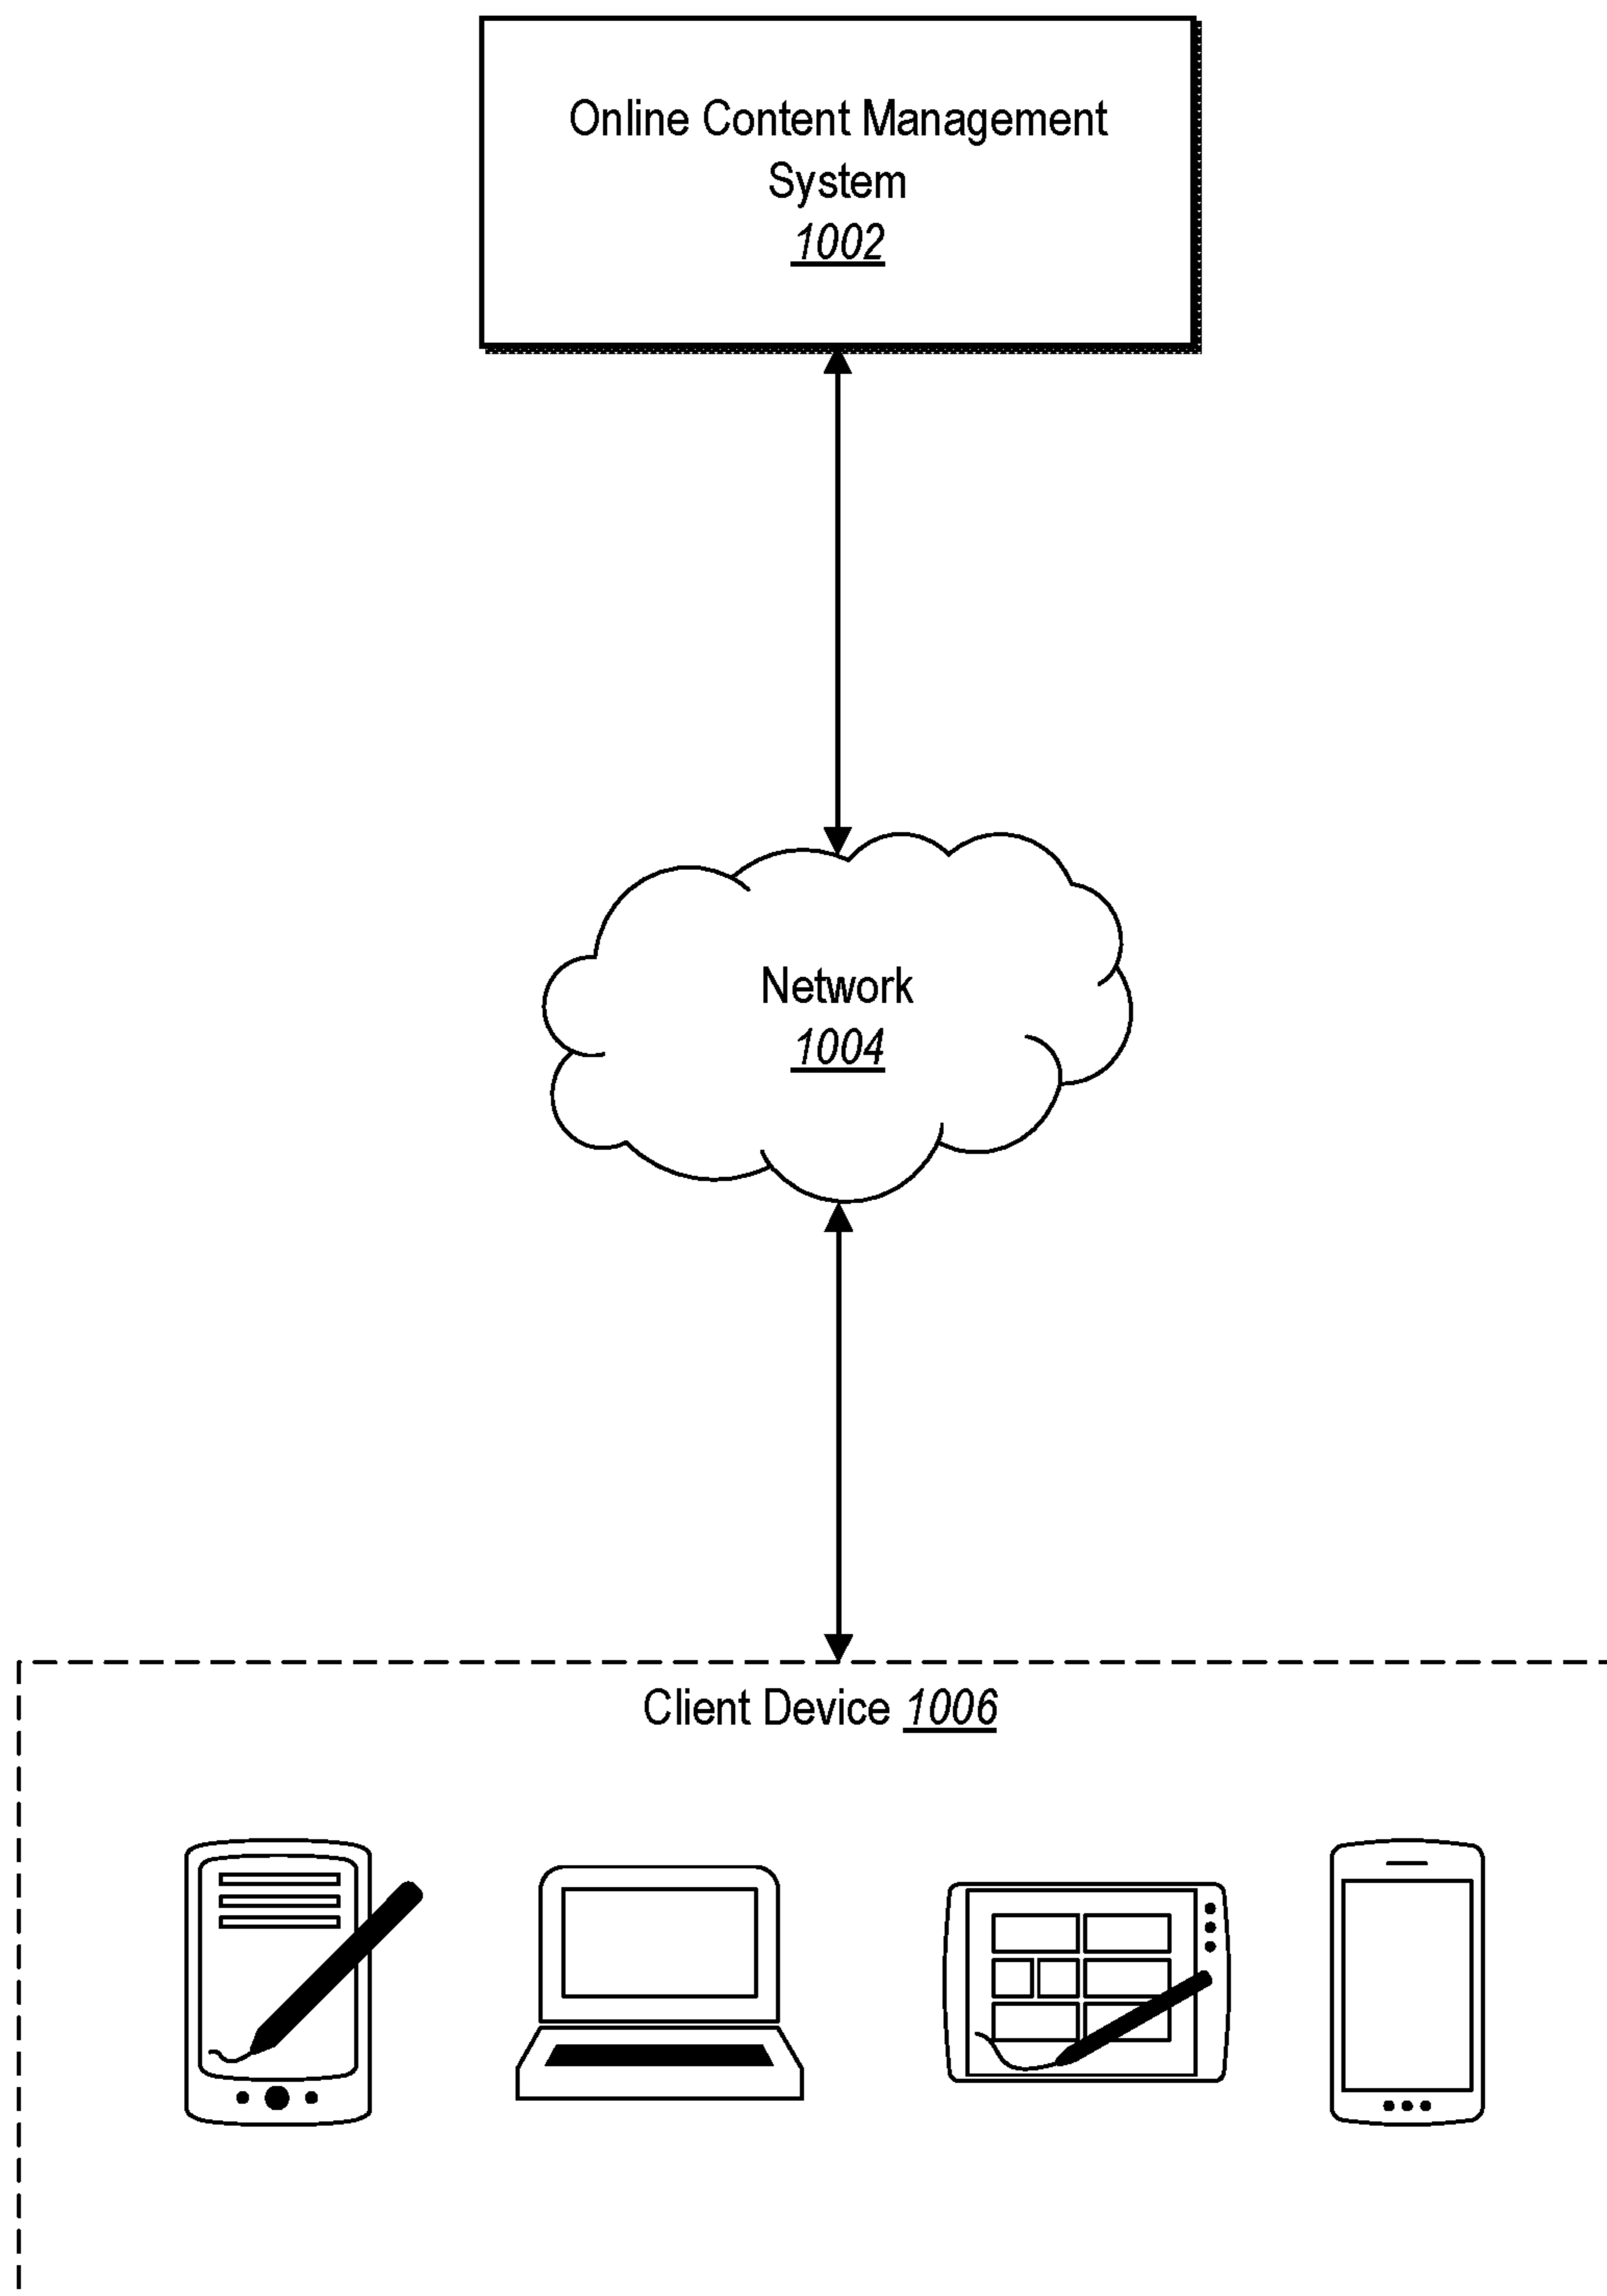 Online Content Management
System
1002
Network
1004
Client Device 1006